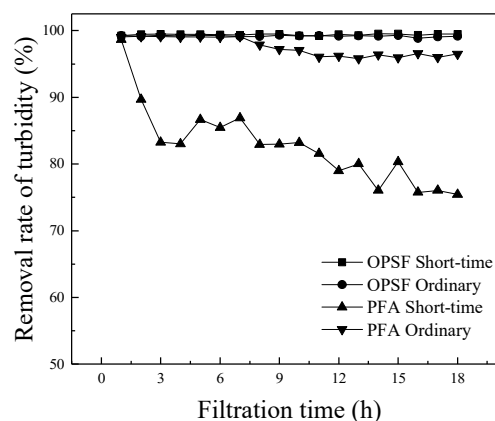 Removal rate of turbidity (%)
100
90
80
70
60
50
OPSF Short-time
OPSF Ordinary
PFA Short-time
PFA Ordinary
0 3 6 9 12 15 18
Filtration time (h)